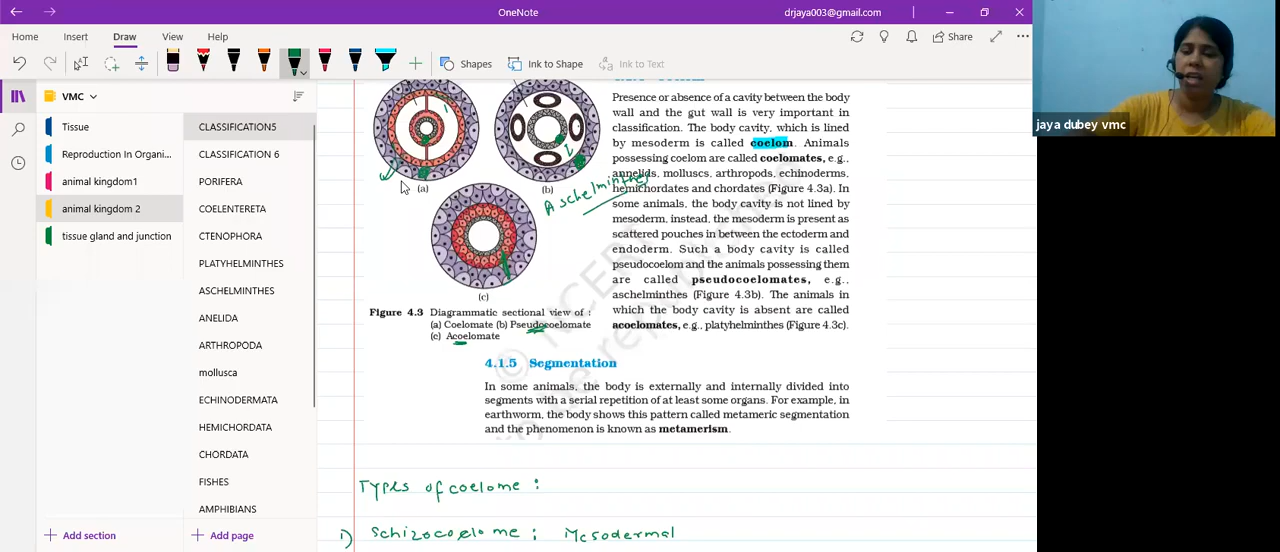 OneNote
drjaya003@gmail.com
Home
Insert
Draw
View
Help
Share
Shapes
Ink to Shape
Ink to Text
VMC
Tissue
Reproduction In Organi...
animal kingdom1
animal kingdom 2
tissue gland and junction
Add section
CLASSIFICATION5
CLASSIFICATION 6
PORIFERA
COELENTERETA
CTENOPHORA
PLATYHELMINTHES
ASCHELMINTHES
ANELIDA
ARTHROPODA
mollusca
ECHINODERMATA
HEMICHORDATA
CHORDATA
FISHES
AMPHIBIANS
Add page
(a)
(b)
Aschelminthes
(c)
Figure 4.3 Diagrammatic sectional view of :
(a) Coelomate (b) Pseudocoelomate
(c) Acoelomate
Presence or absence of a cavity between the body
wall and the gut wall is very important in
classification. The body cavity, which is lined
by mesoderm is called coelom. Animals
possessing coelom are called coelomates, e.g.,
annelids, molluscs, arthropods, echinoderms,
hemichordates and chordates (Figure 4.3a). In
some animals, the body cavity is not lined by
mesoderm, instead, the mesoderm is present as
scattered pouches in between the ectoderm and
endoderm. Such a body cavity is called
pseudocoelom and the animals possessing them
are called pseudocoelomates, e.g.,
aschelminthes (Figure 4.3b). The animals in
which the body cavity is absent are called
acoelomates, e.g., platyhelminthes (Figure 4.3c).
4.1.5 Segmentation
In some animals, the body is externally and internally divided into
segments with a serial repetition of at least some organs. For example, in
earthworm, the body shows this pattern called metameric segmentation
and the phenomenon is known as metamerism.
Types of coelome :
1) Schizocoelome : Mesodermal
jaya dubey vmc